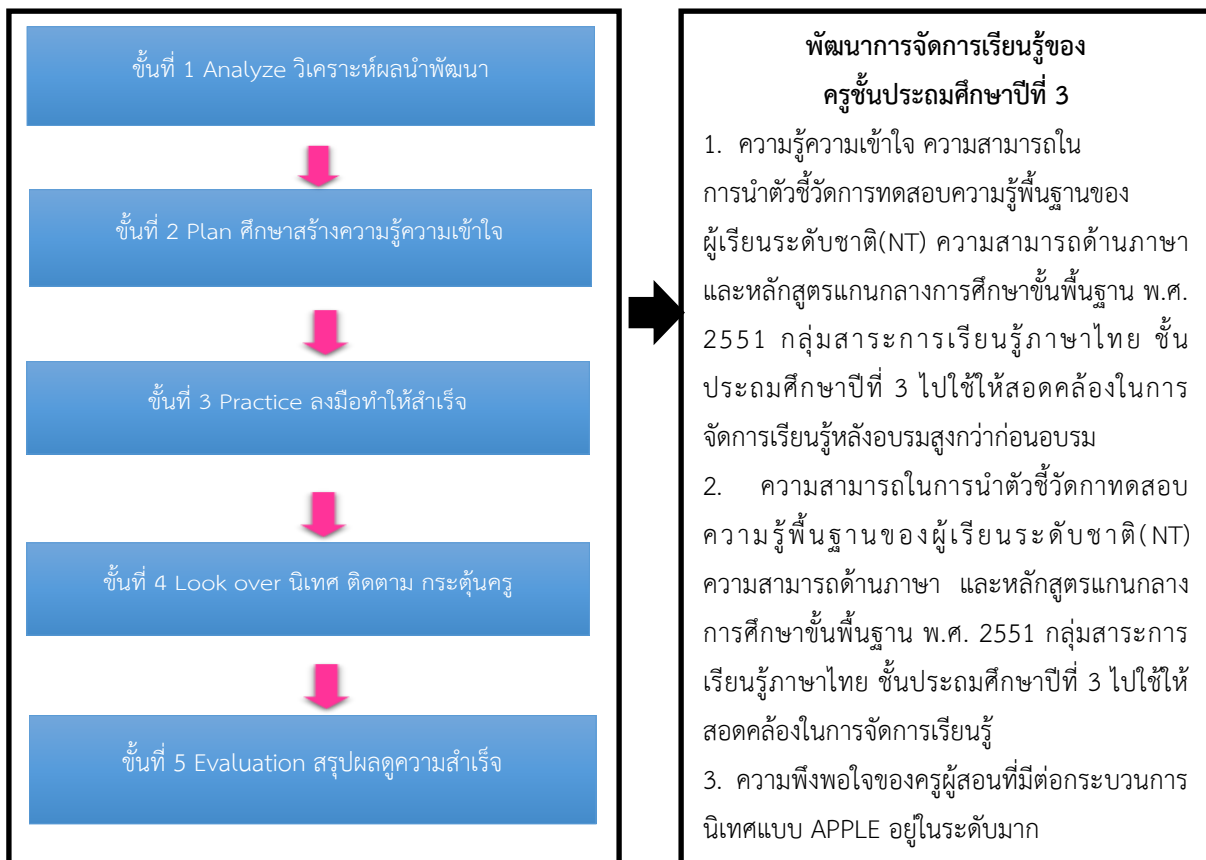 ขั้นที่ 1 Analyze วิเคราะห์ผลนำพัฒนา
ขั้นที่ 2 Plan ศึกษาสร้างความรู้ความเข้าใจ
ขั้นที่ 3 Practice ลงมือทำให้สำเร็จ
ขั้นที่ 4 Look over นิเทศ ติดตาม กระตุ้นครู
ขั้นที่ 5 Evaluation สรุปผลดูความสำเร็จ
พัฒนาการจัดการเรียนรู้ของ
ครูชั้นประถมศึกษาปีที่ 3
1. ความรู้ความเข้าใจ ความสามารถใน
การนำตัวชี้วัดการทดสอบความรู้พื้นฐานของ
ผู้เรียนระดับชาติ(NT) ความสามารถด้านภาษา
และหลักสูตรแกนกลางการศึกษาขั้นพื้นฐาน พ.ศ.
2551 กลุ่มสาระการเรียนรู้ภาษาไทย ชั้น
ประถมศึกษาปีที่ 3 ไปใช้ให้สอดคล้องในการ
จัดการเรียนรู้หลังอบรมสูงกว่าก่อนอบรม
2. ความสามารถในการนำตัวชี้วัดกาทดสอบ
ความรู้พื้นฐานของผู้เรียนระดับชาติ(NT)
ความสามารถด้านภาษา และหลักสูตรแกนกลาง
การศึกษาขั้นพื้นฐาน พ.ศ. 2551 กลุ่มสาระการ
เรียนรู้ภาษาไทย ชั้นประถมศึกษาปีที่ 3 ไปใช้ให้
สอดคล้องในการจัดการเรียนรู้
3. ความพึงพอใจของครูผู้สอนที่มีต่อกระบวนการ
นิเทศแบบ APPLE อยู่ในระดับมาก